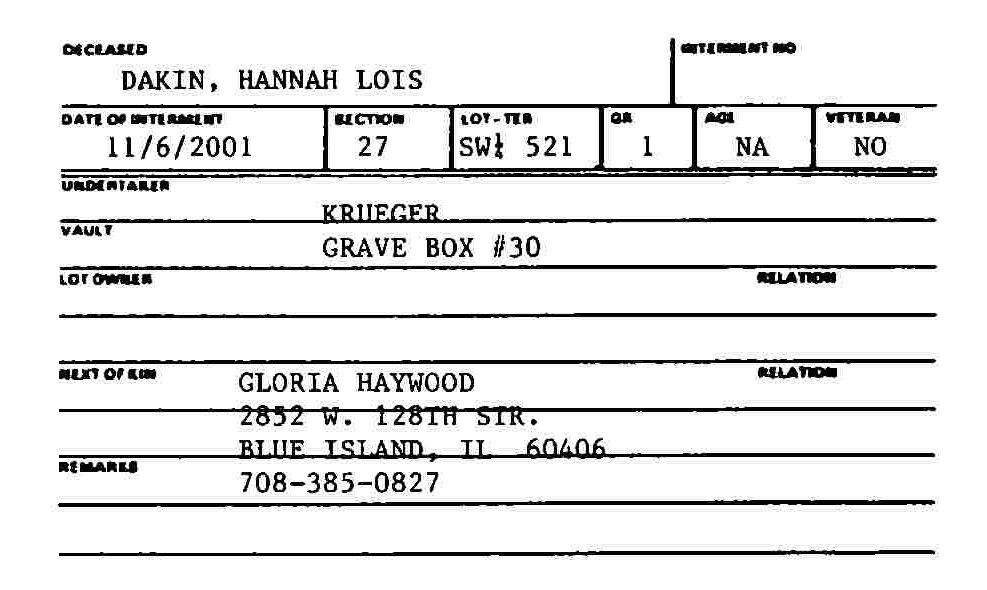 DECEASED INTERMENT NO
DAKIN, HANNAH LOIS
DATE OF INTERMENT SECTION LOT-TER GR AGE VETERAN
11/6/2001 27 SW¼ 521 1 NA NO
UNDERTAKER
KRUEGER
VAULT
GRAVE BOX #30
LOT OWNER RELATION
NEXT OF KIN RELATION
GLORIA HAYWOOD
2852 W. 128TH STR.
BLUE ISLAND, IL 60406
REMARKS
708-385-0827